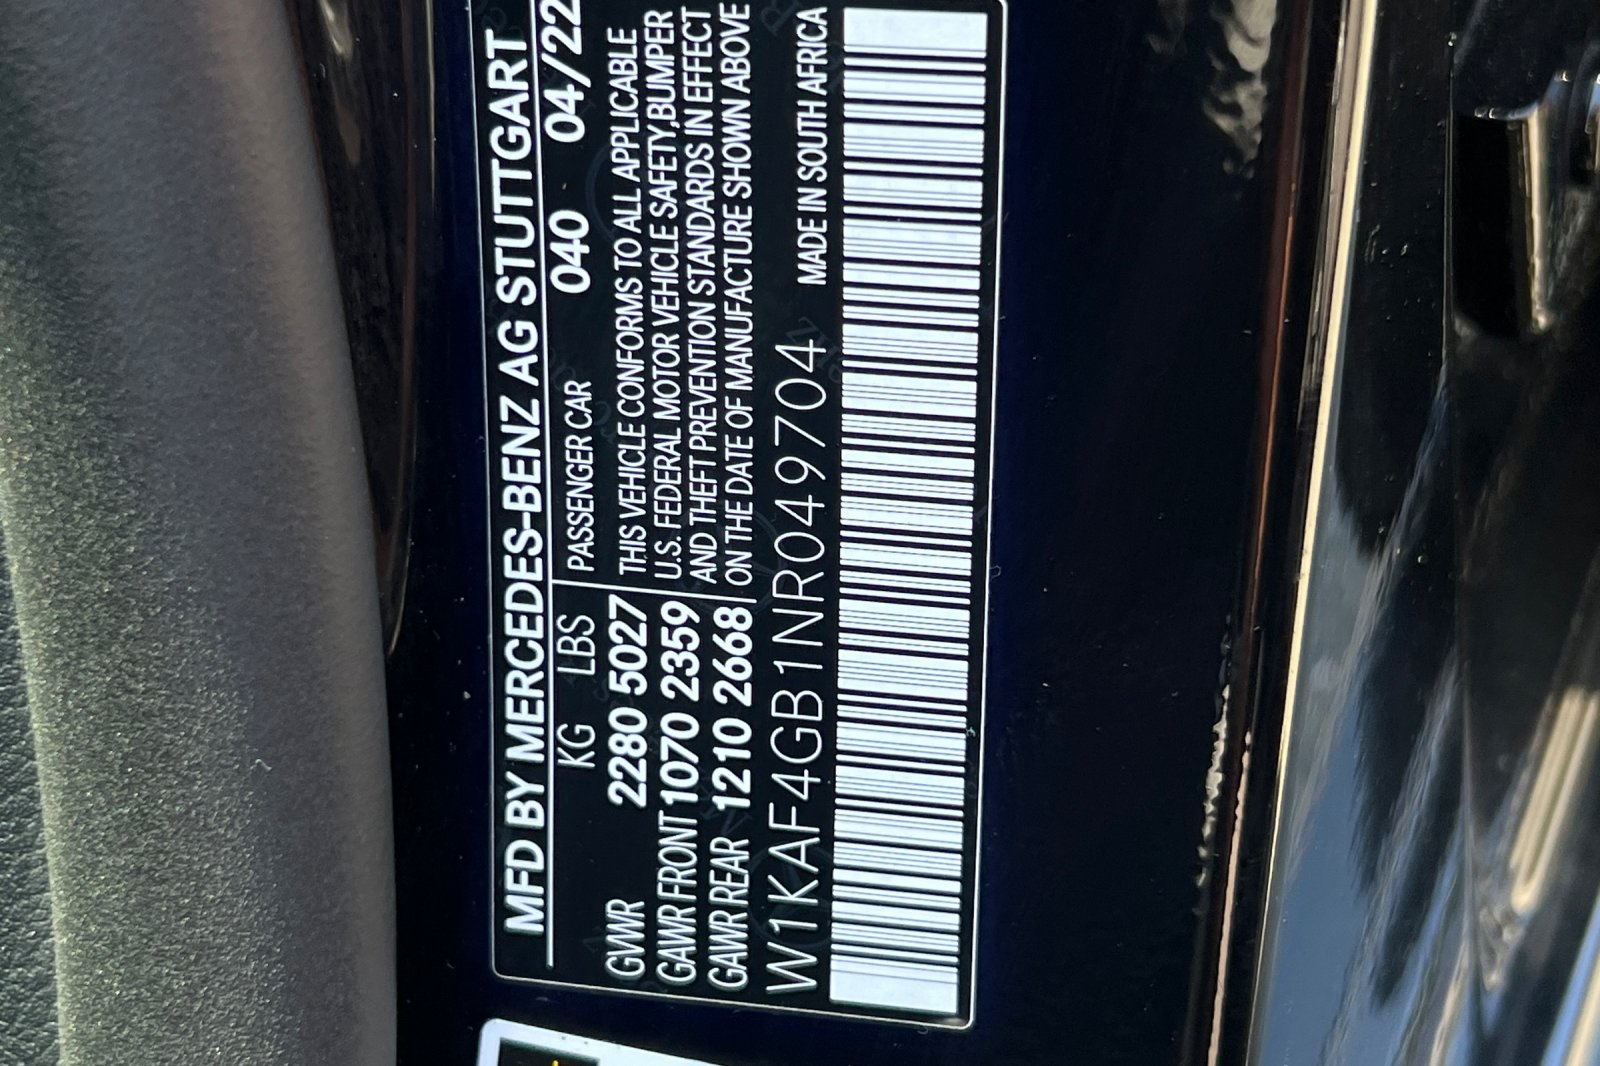 MFD BY MERCEDES-BENZ AG STUTTGART
KG LBS PASSENGER CAR 040 04/22
GVWR 2280 5027
GAWR FRONT 1070 2359
GAWR REAR 1210 2668
THIS VEHICLE CONFORMS TO ALL APPLICABLE
U.S. FEDERAL MOTOR VEHICLE SAFETY,BUMPER
AND THEFT PREVENTION STANDARDS IN EFFECT
ON THE DATE OF MANUFACTURE SHOWN ABOVE
W1KAF4GB1NR049704 MADE IN SOUTH AFRICA